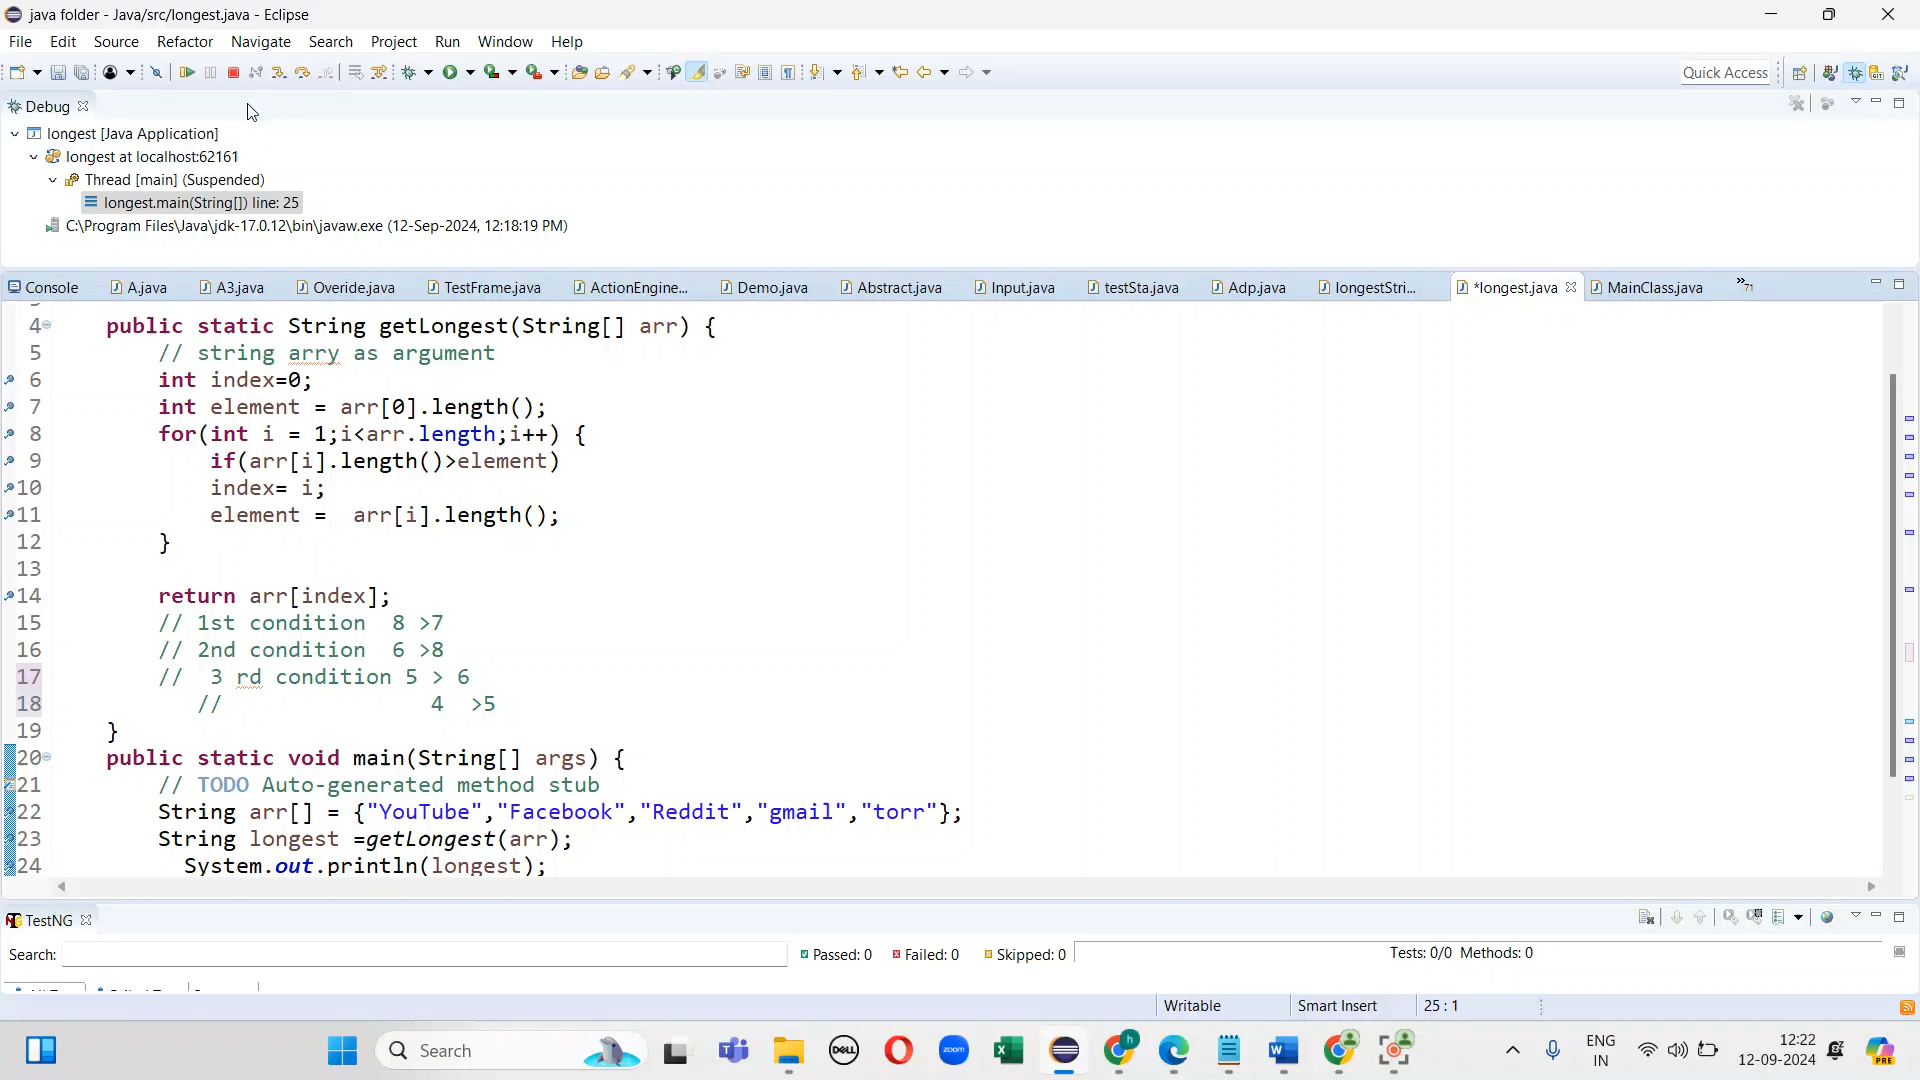 java folder - Java/src/longest.java - Eclipse
File Edit Source Refactor Navigate Search Project Run Window Help
Quick Access
Debug
longest [Java Application]
longest at localhost:62161
Thread [main] (Suspended)
longest.main(String[]) line: 25
C:\Program Files\Java\jdk-17.0.12\bin\javaw.exe (12-Sep-2024, 12:18:19 PM)
Console A.java A3.java Overide.java TestFrame.java ActionEngine... Demo.java Abstract.java Input.java testSta.java Adp.java longestStri... *longest.java MainClass.java »71
4 public static String getLongest(String[] arr) {
5 // string arry as argument
6 int index=0;
7 int element = arr[0].length();
8 for(int i = 1;i<arr.length;i++) {
9 if(arr[i].length()>element)
10 index= i;
11 element =  arr[i].length();
12 }
13
14 return arr[index];
15 // 1st condition  8 >7
16 // 2nd condition  6 >8
17 //  3 rd condition 5 > 6
18 //                4  >5
19 }
20 public static void main(String[] args) {
21 // TODO Auto-generated method stub
22 String arr[] = {"YouTube","Facebook","Reddit","gmail","torr"};
23 String longest =getLongest(arr);
24 System.out.println(longest);
TestNG
Search: Passed: 0 Failed: 0 Skipped: 0 Tests: 0/0 Methods: 0
Writable Smart Insert 25 : 1
Search DELL zoom ENG 12:22
IN 12-09-2024 PRE